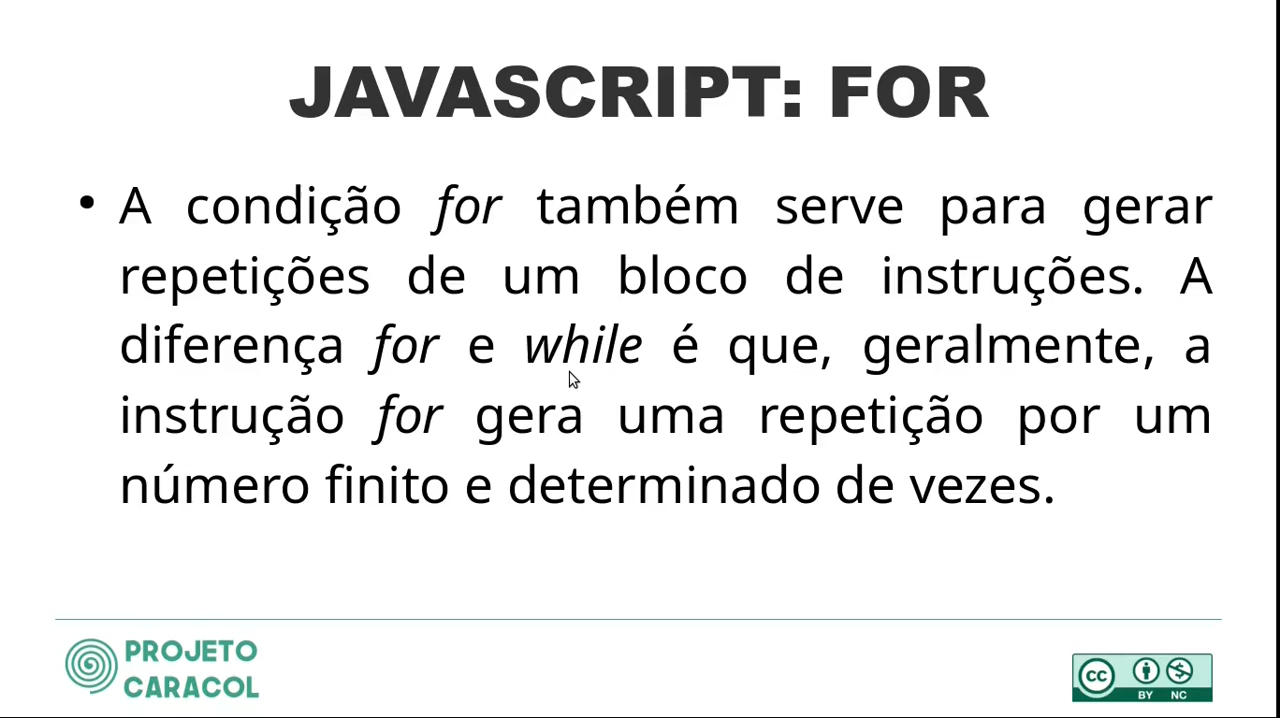 JAVASCRIPT: FOR
• A condição for também serve para gerar
repetições de um bloco de instruções. A
diferença for e while é que, geralmente, a
instrução for gera uma repetição por um
número finito e determinado de vezes.
PROJETO
CARACOL
cc
BY NC